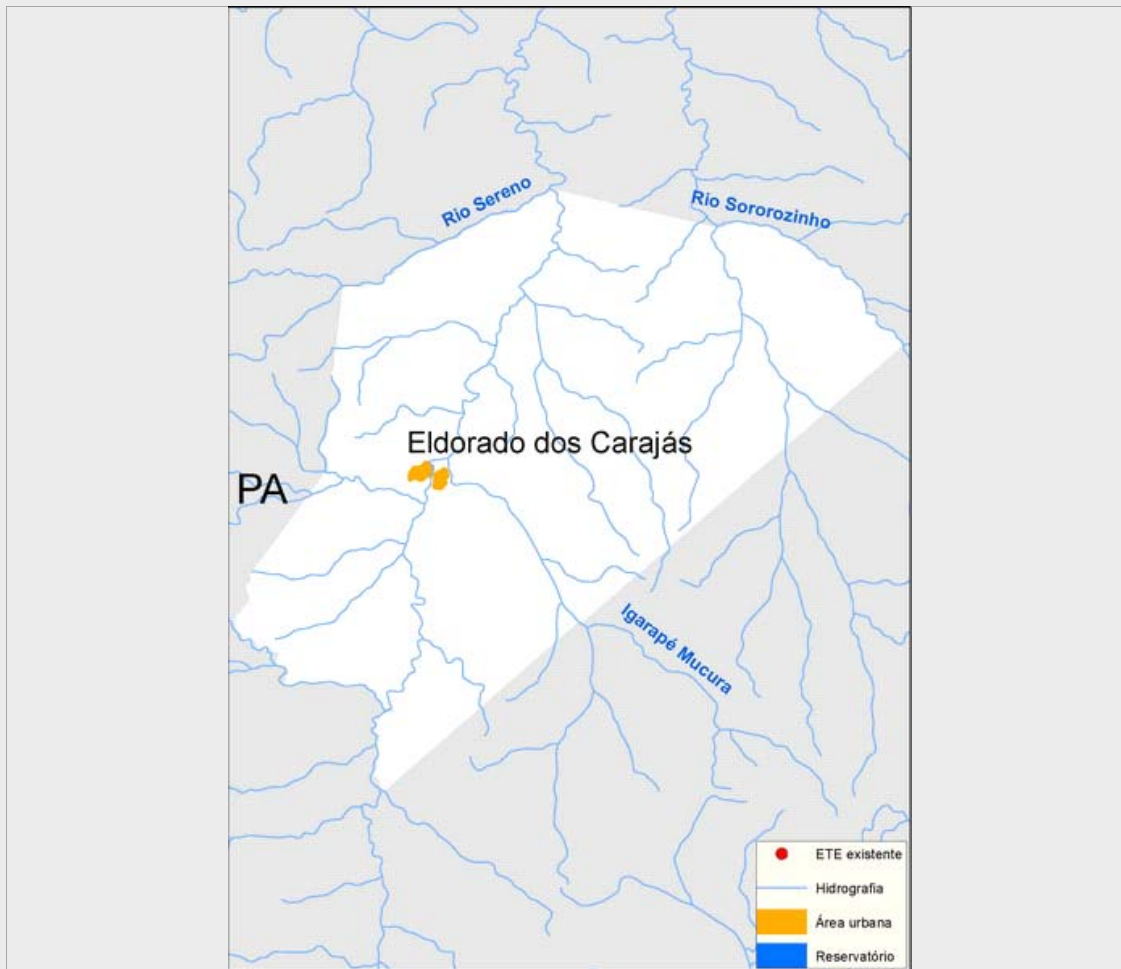 Rio Sereno
Rio Sororozinho
Eldorado dos Carajás
PA
Igarapé Mucura
ETE existente
Hidrografia
Área urbana
Reservatório